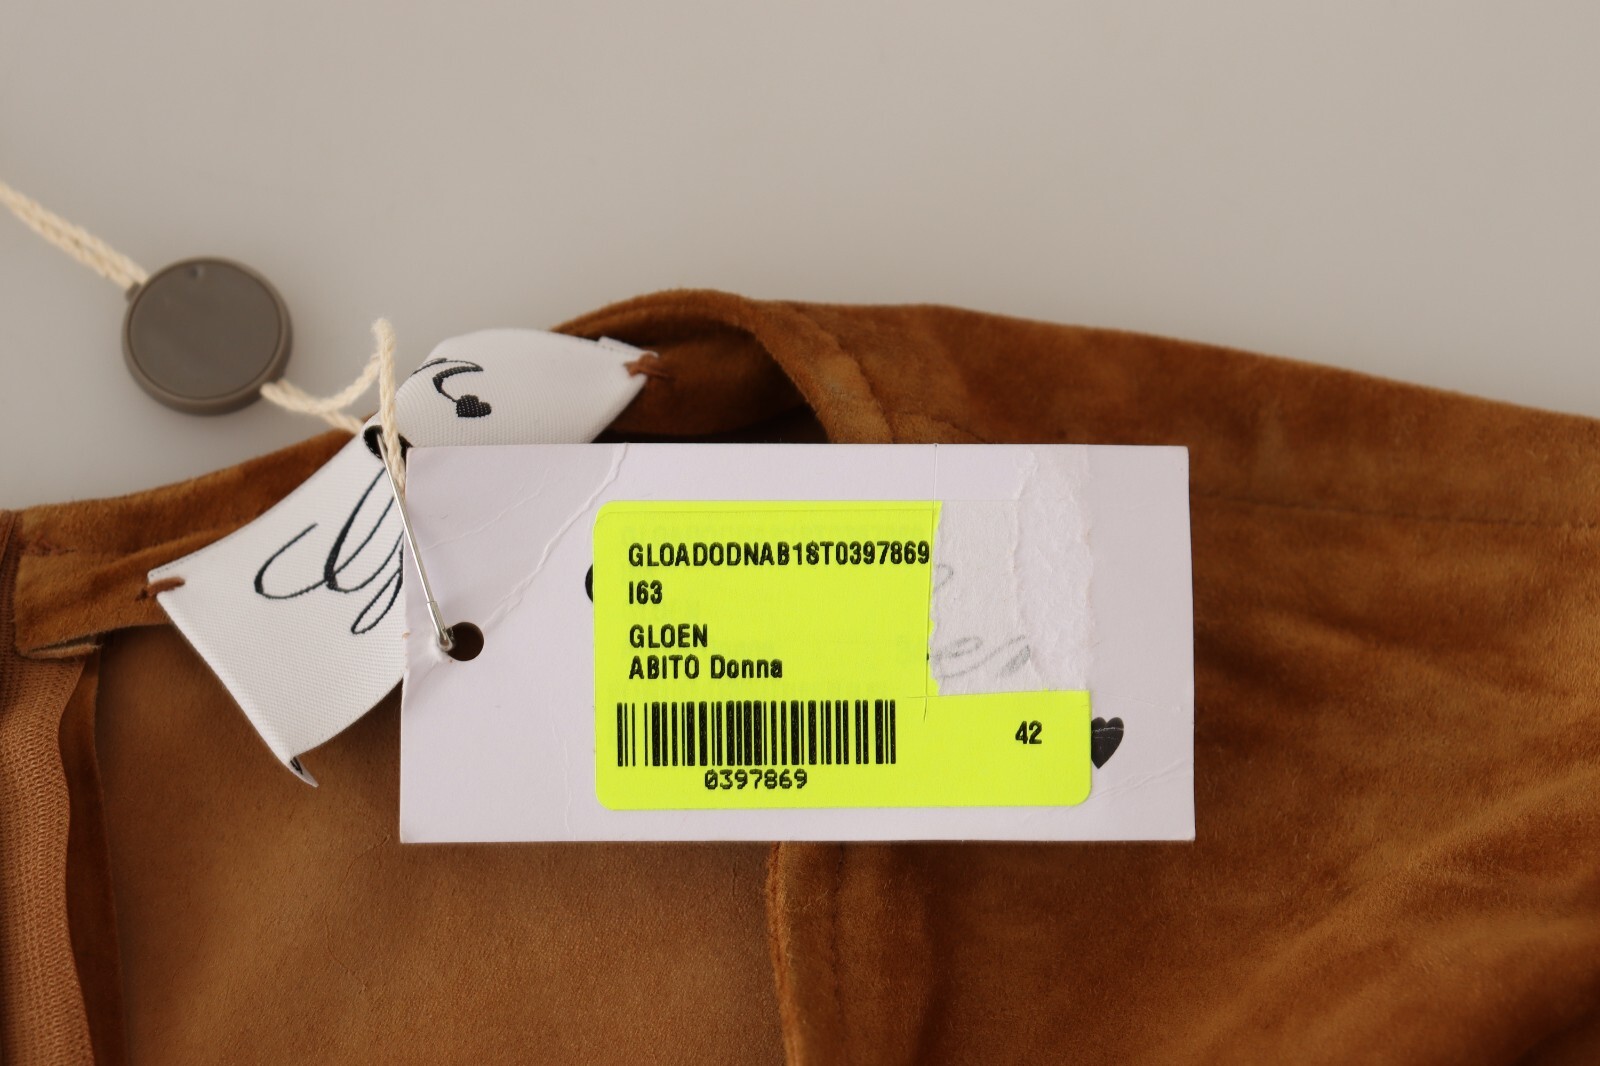 GLOADODNAB1ST0397869
I63
GLOEN
ABITO Donna
42
0397869